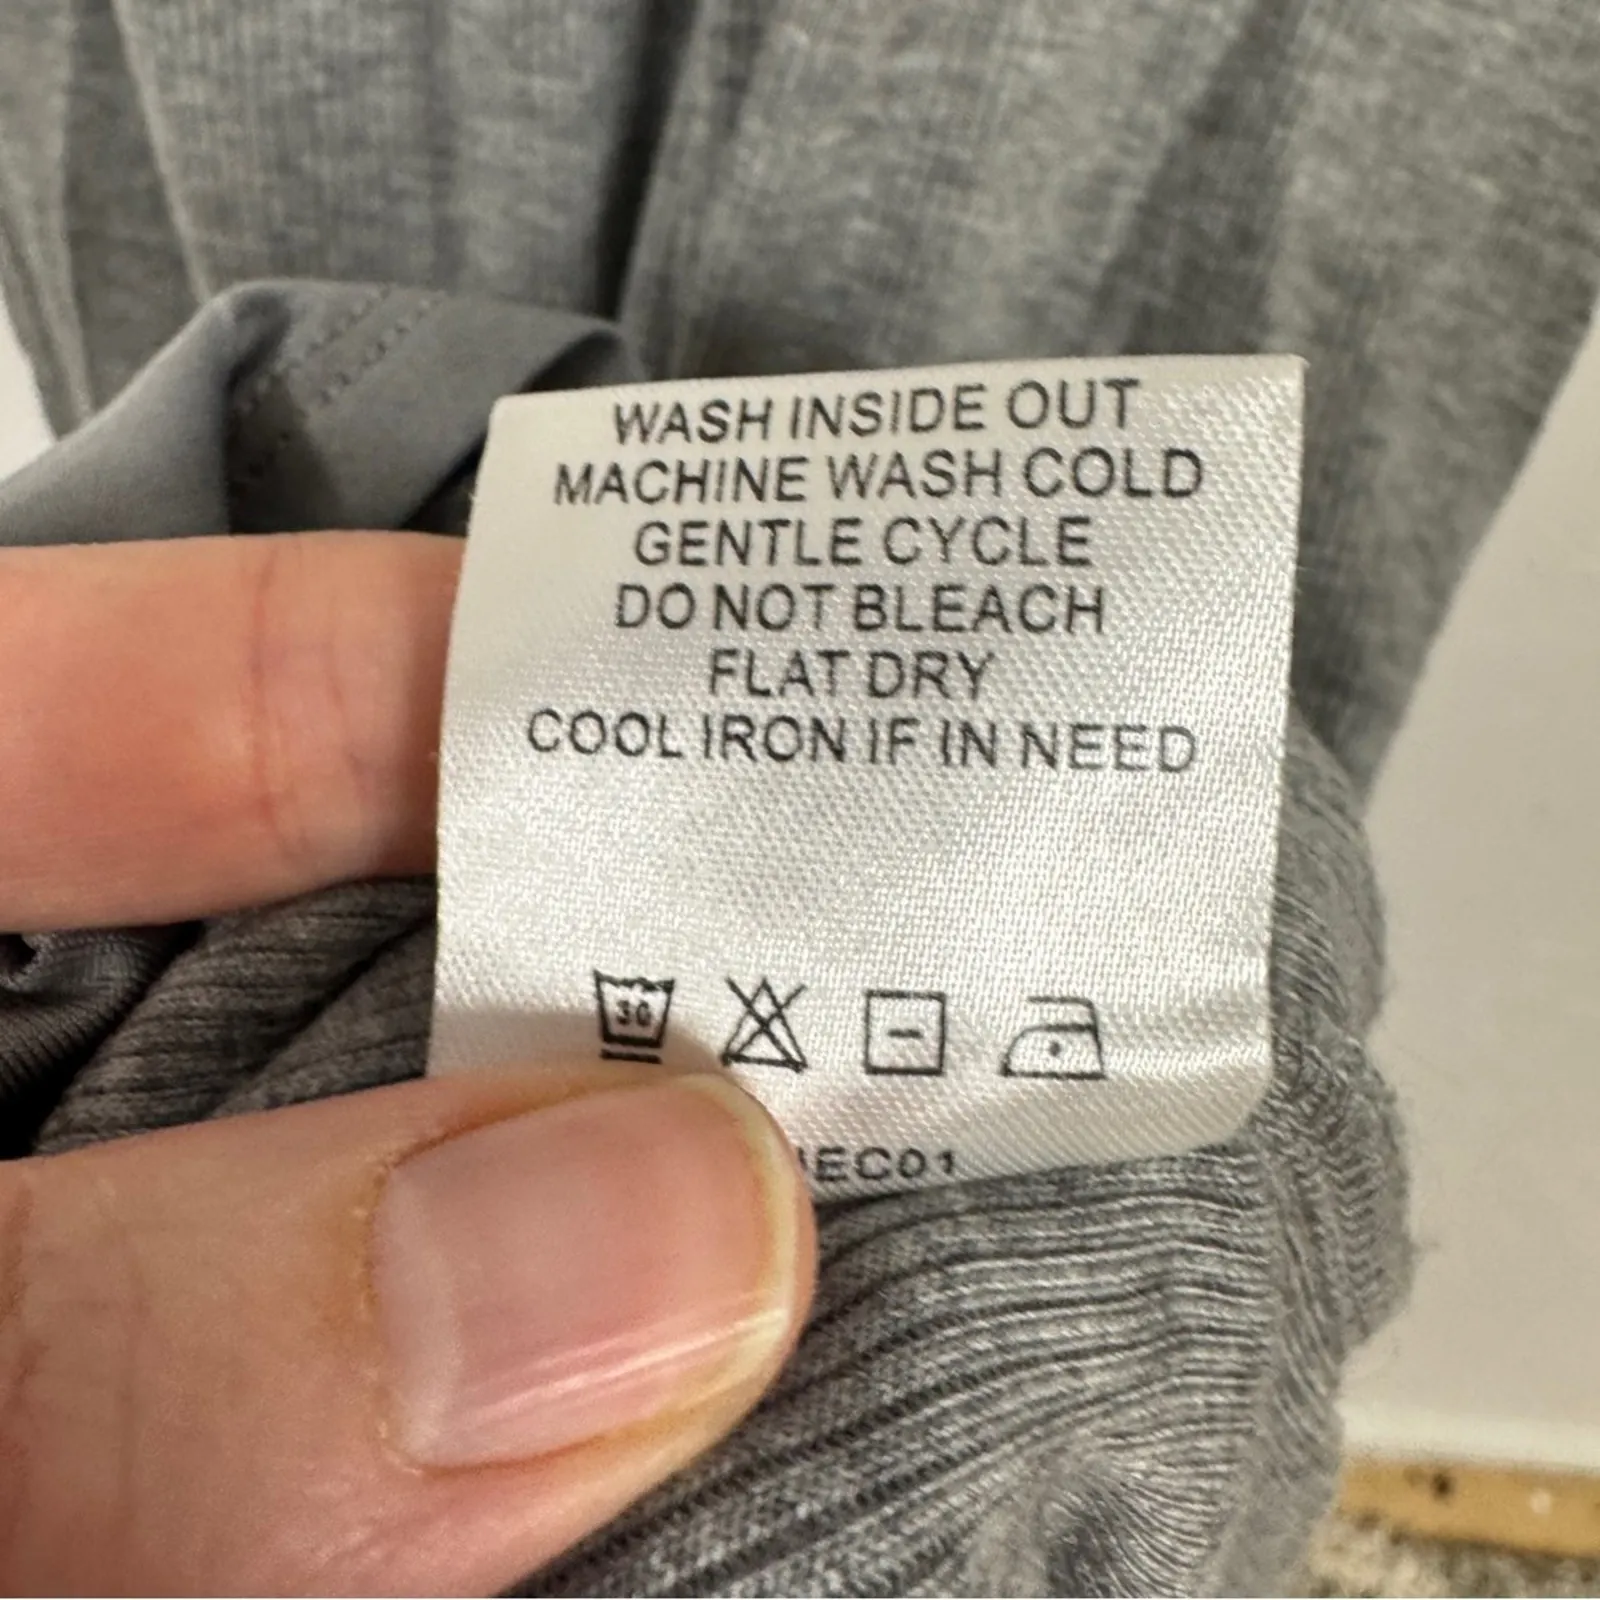 WASH INSIDE OUT
MACHINE WASH COLD
GENTLE CYCLE
DO NOT BLEACH
FLAT DRY
COOL IRON IF IN NEED
30